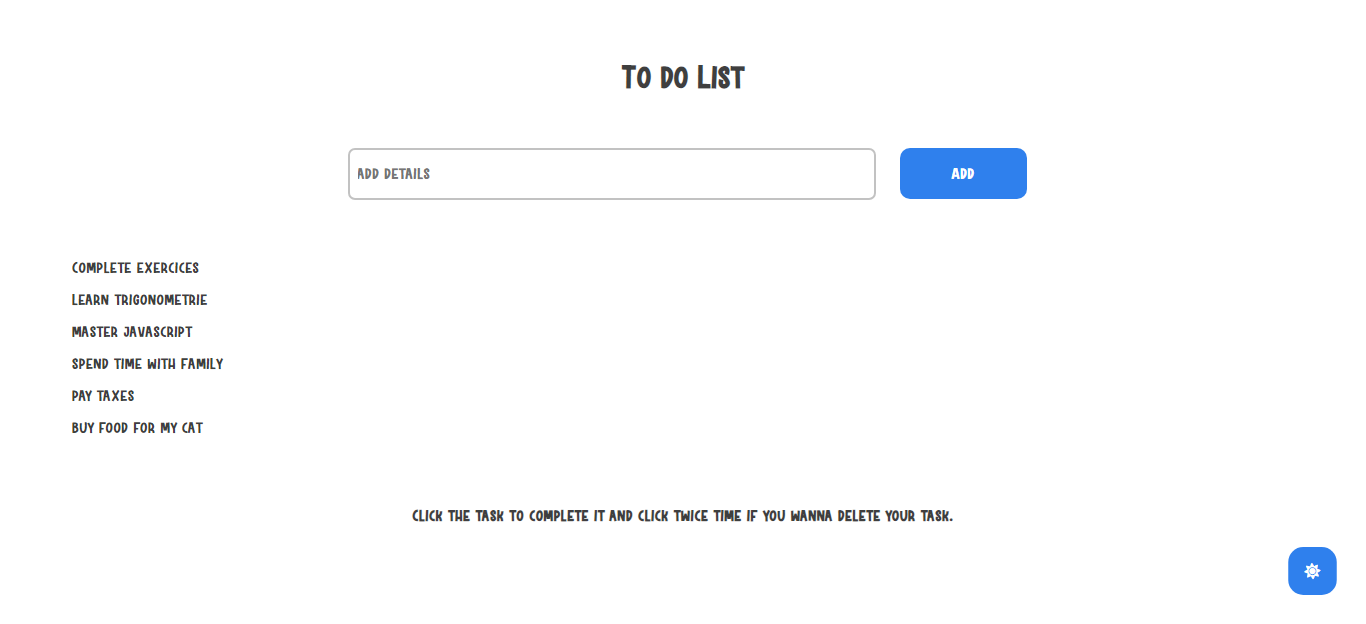 TO DO LIST
ADD DETAILS
ADD
COMPLETE EXERCICES
LEARN TRIGONOMETRIE
MASTER JAVASCRIPT
SPEND TIME WITH FAMILY
PAY TAXES
BUY FOOD FOR MY CAT
CLICK THE TASK TO COMPLETE IT AND CLICK TWICE TIME IF YOU WANNA DELETE YOUR TASK.